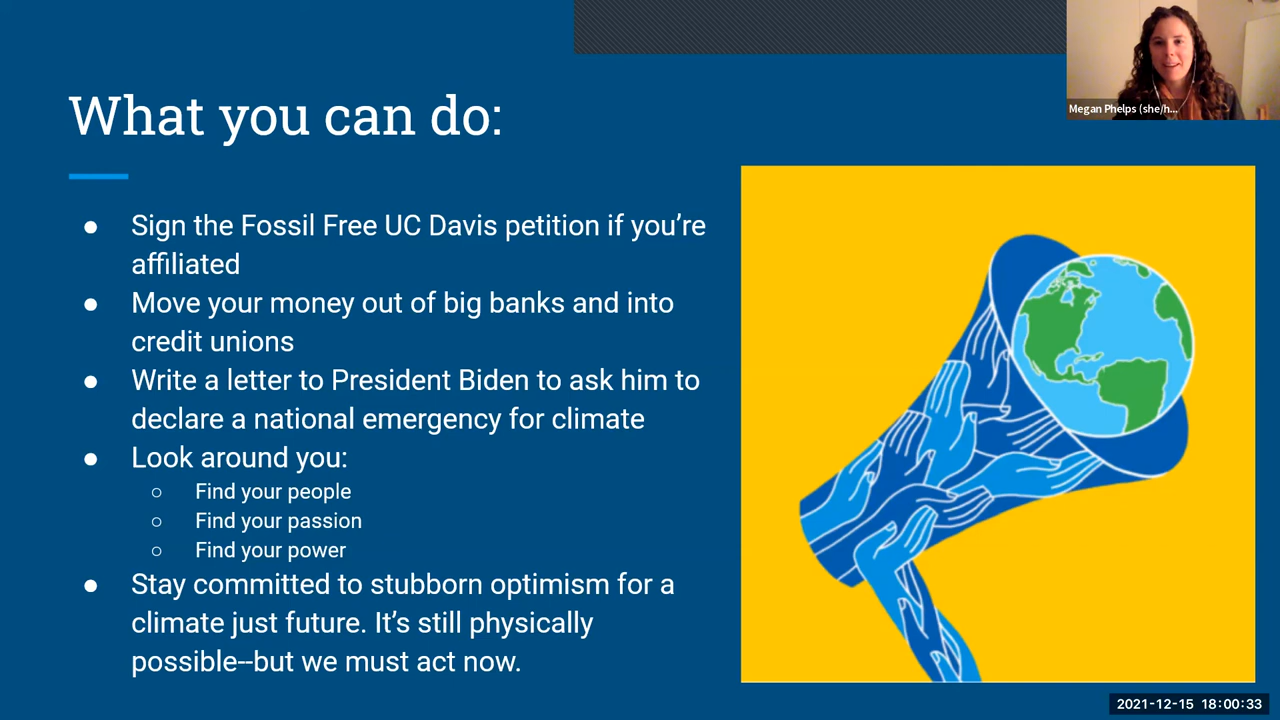 Megan Phelps (she/h...
What you can do:
● Sign the Fossil Free UC Davis petition if you’re
affiliated
● Move your money out of big banks and into
credit unions
● Write a letter to President Biden to ask him to
declare a national emergency for climate
● Look around you:
○ Find your people
○ Find your passion
○ Find your power
● Stay committed to stubborn optimism for a
climate just future. It’s still physically
possible--but we must act now.
2021-12-15 18:00:33